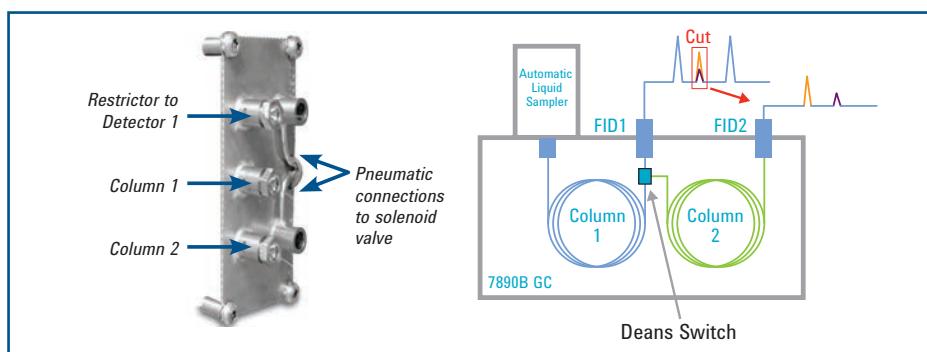 Restrictor to
Detector 1
Column 1
Column 2
Pneumatic
connections
to solenoid
valve
Automatic
Liquid
Sampler
Cut
FID1
FID2
Column
1
Column
2
7890B GC
Deans Switch